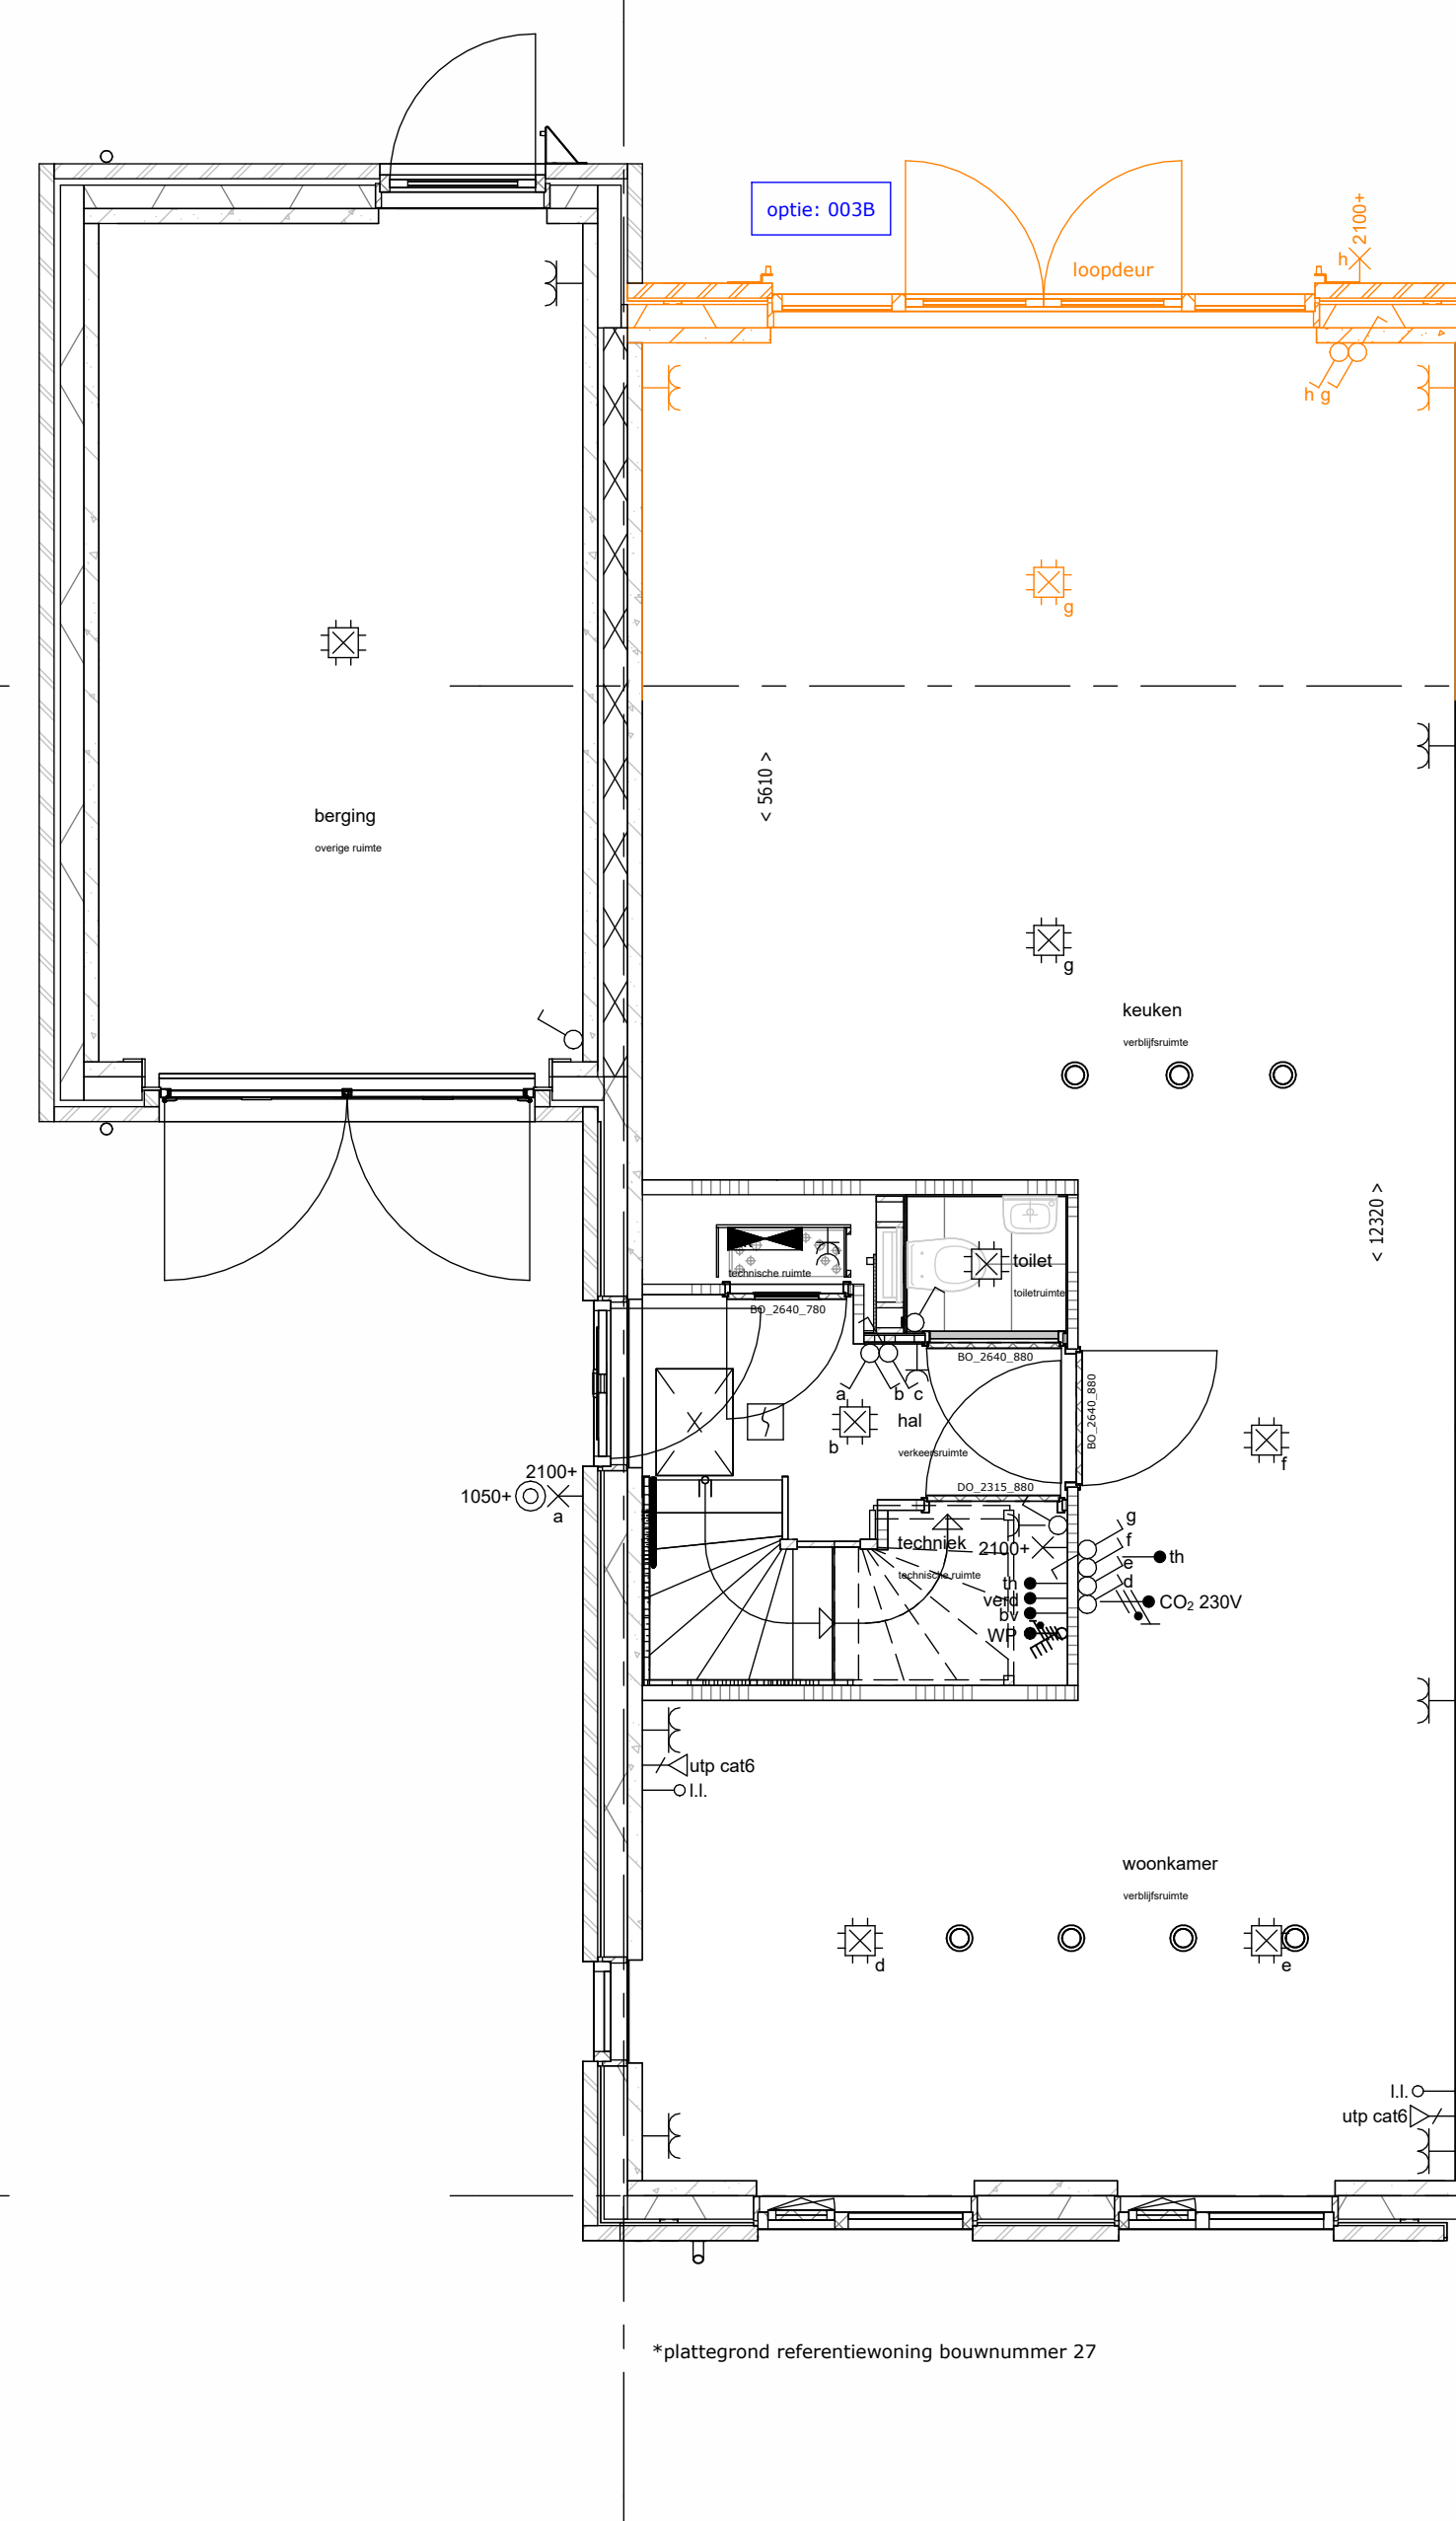 optie: 003B
loopdeur
h
2100+
h g
g
berging
overige ruimte
< 5610 >
g
keuken
verblijfsruimte
< 12320 >
technische ruimte
BO_2640_780
toilet
toiletruimte
BO_2640_880
BO_2640_880
a
b c
hal
verkeersruimte
b
f
DO_2315_880
2100+
1050+
a
techniek
technische ruimte
2100+
g
f
e
d
th
th
verd
bv
WP
CO₂ 230V
utp cat6
l.l.
woonkamer
verblijfsruimte
d
e
l.l.
utp cat6
*plattegrond referentiewoning bouwnummer 27